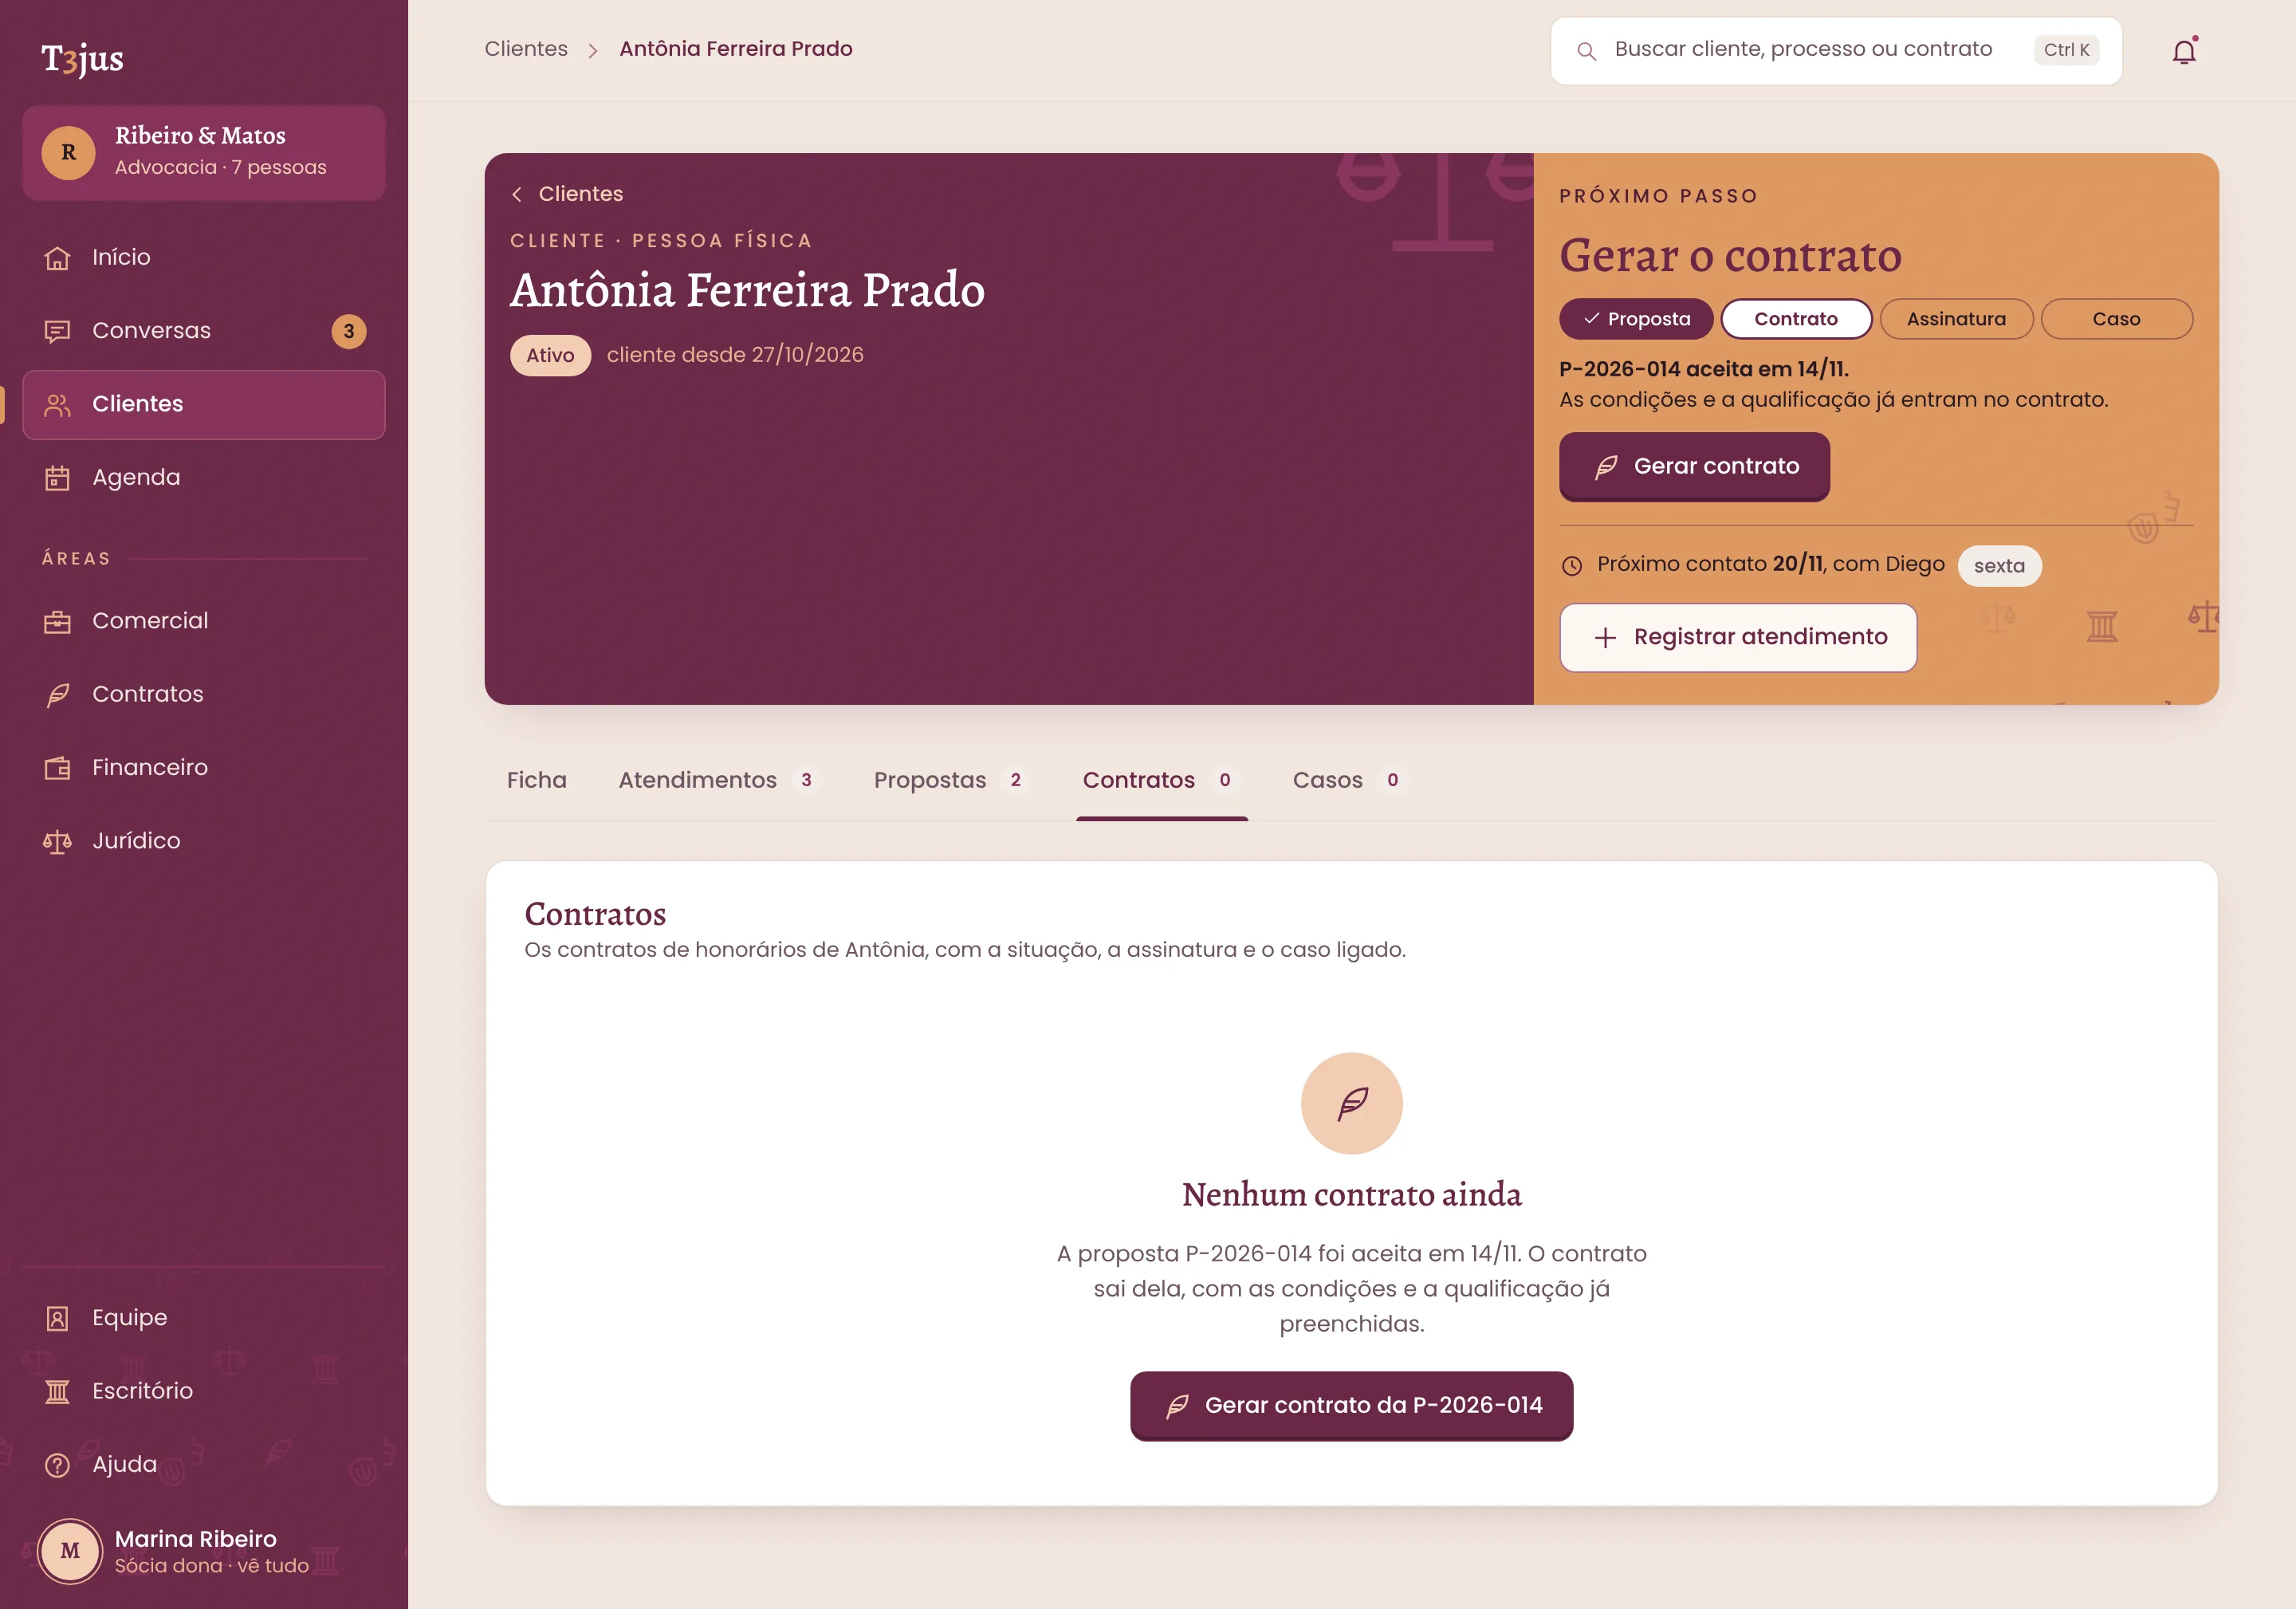 T3jus
R
Ribeiro & Matos
Advocacia · 7 pessoas
Início
Conversas 3
Clientes
Agenda
ÁREAS
Comercial
Contratos
Financeiro
Jurídico
Equipe
Escritório
Ajuda
M
Marina Ribeiro
Sócia dona · vê tudo
Clientes > Antônia Ferreira Prado
Buscar cliente, processo ou contrato Ctrl K
Clientes
CLIENTE · PESSOA FÍSICA
Antônia Ferreira Prado
Ativo cliente desde 27/10/2026
PRÓXIMO PASSO
Gerar o contrato
Proposta Contrato Assinatura Caso
P-2026-014 aceita em 14/11.
As condições e a qualificação já entram no contrato.
Gerar contrato
Próximo contato 20/11, com Diego sexta
Registrar atendimento
Ficha Atendimentos 3 Propostas 2 Contratos 0 Casos 0
Contratos
Os contratos de honorários de Antônia, com a situação, a assinatura e o caso ligado.
Nenhum contrato ainda
A proposta P-2026-014 foi aceita em 14/11. O contrato
sai dela, com as condições e a qualificação já
preenchidas.
Gerar contrato da P-2026-014